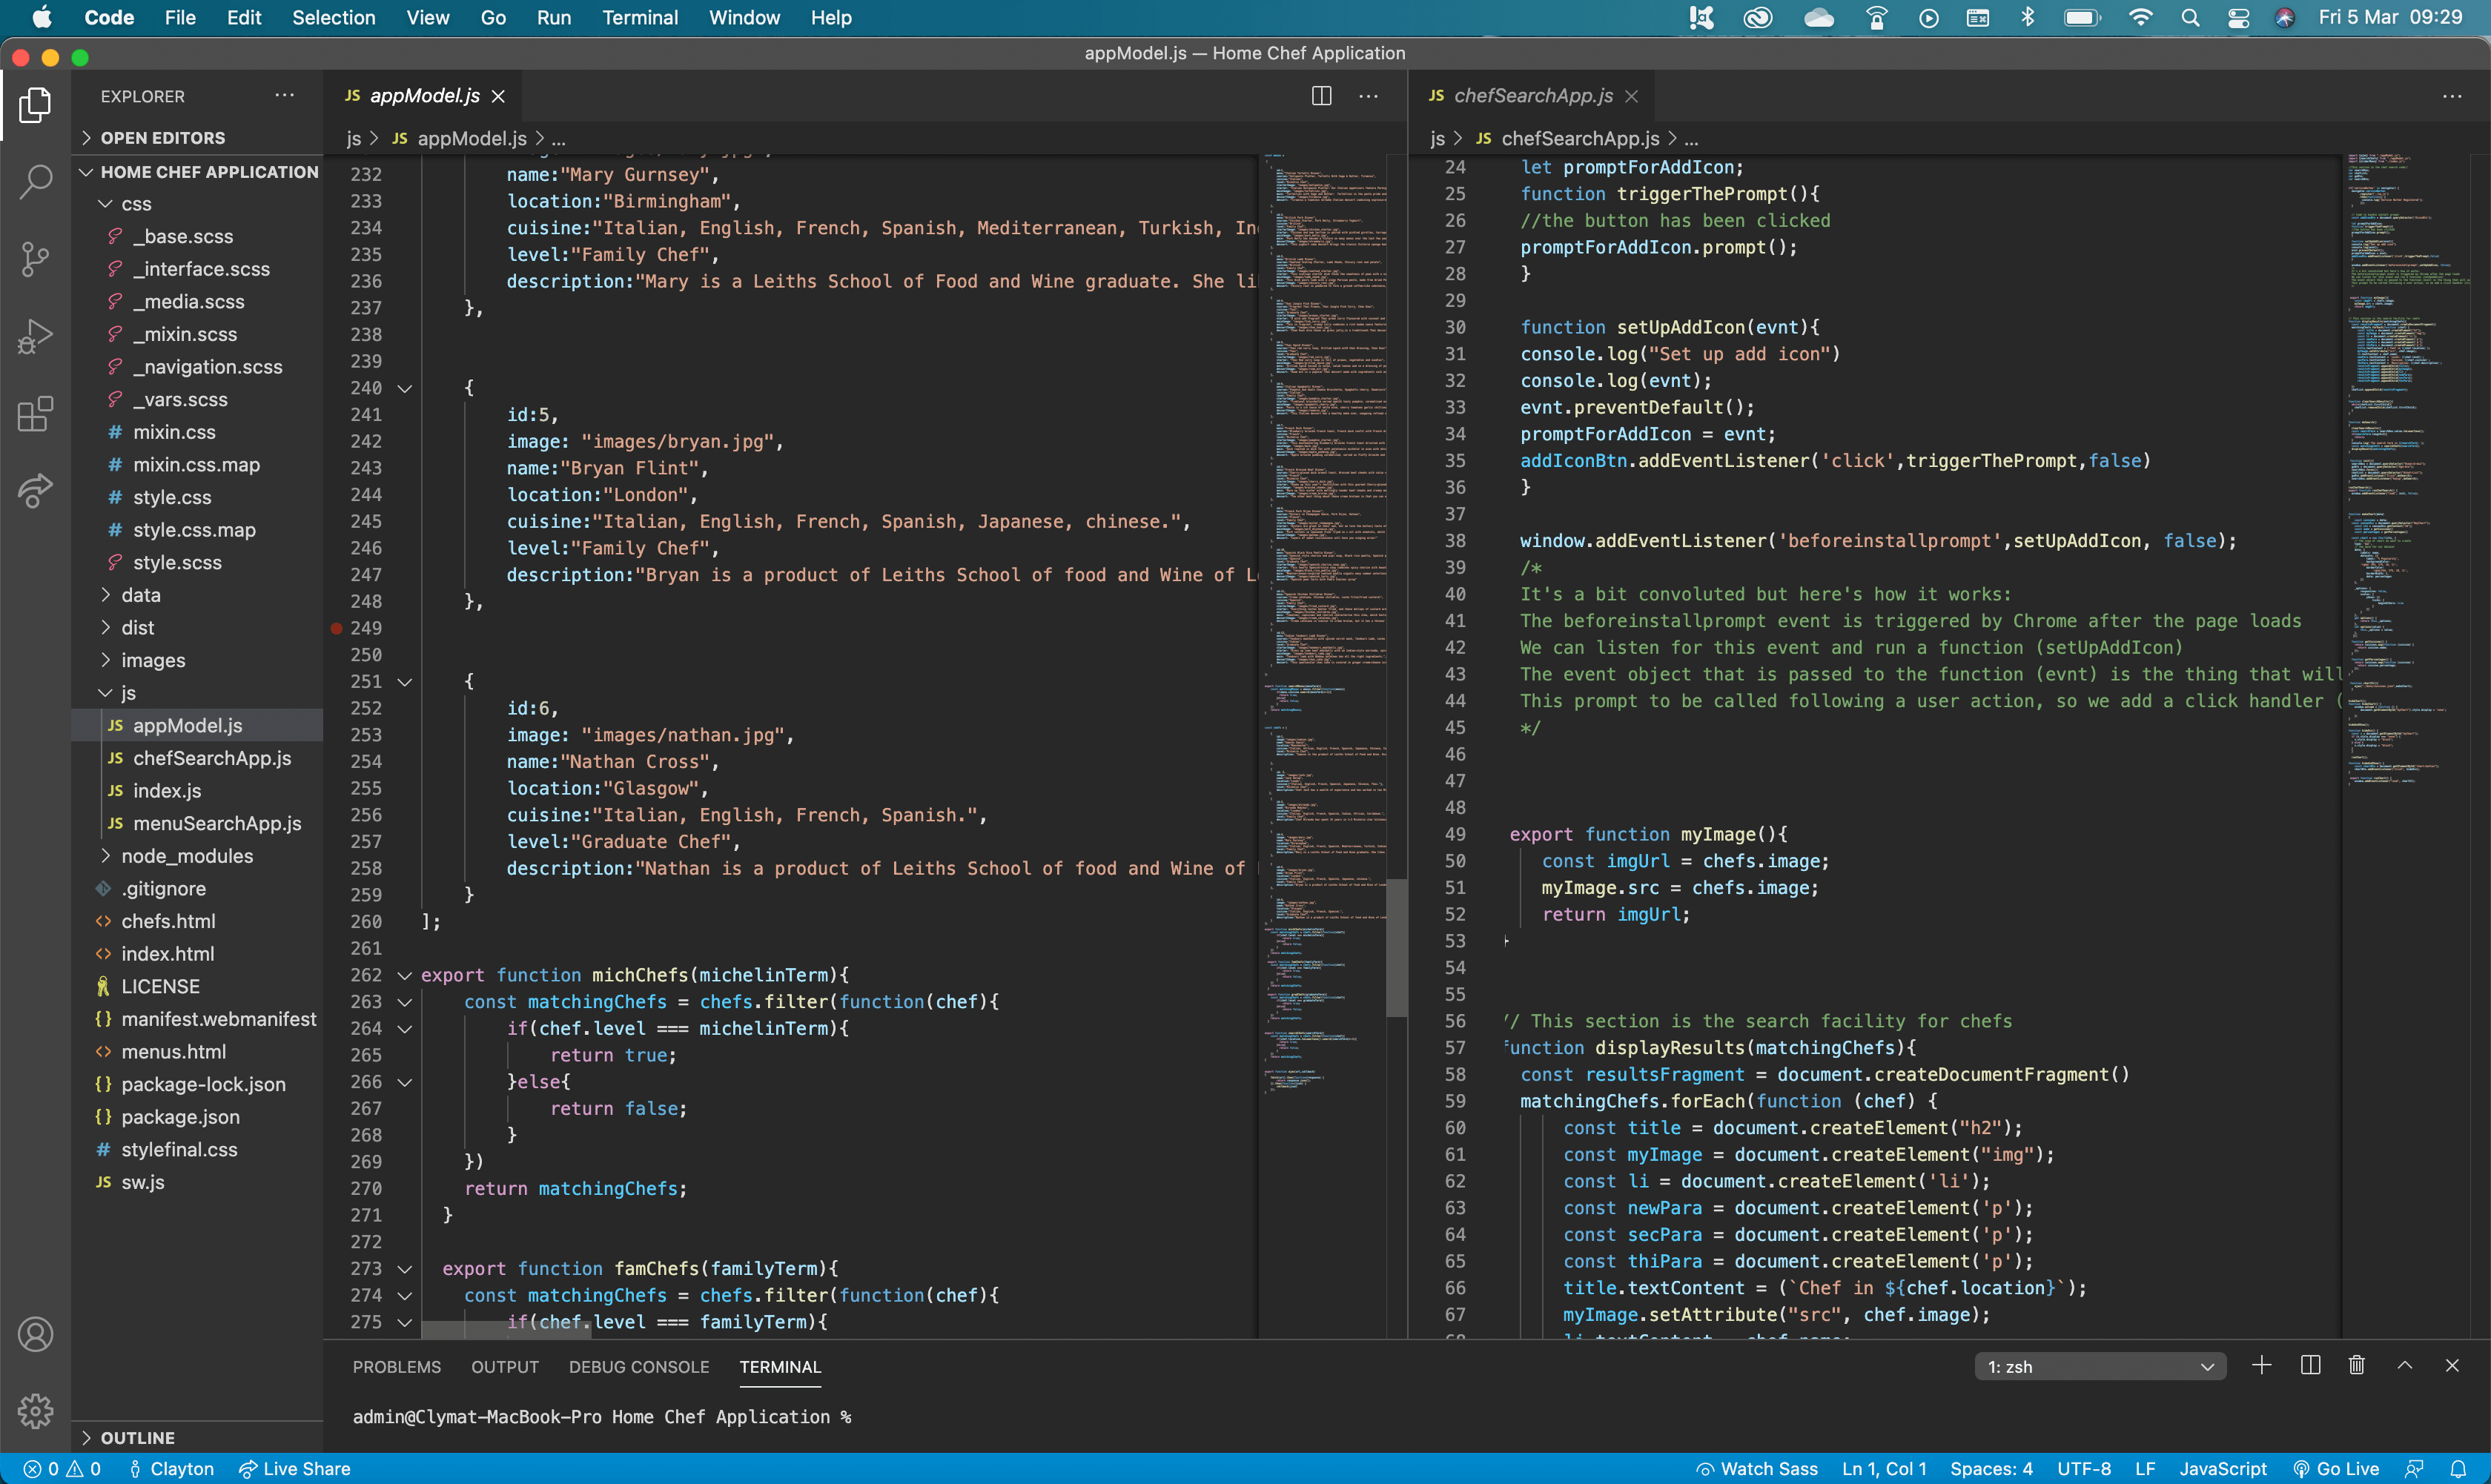 Code File Edit Selection View Go Run Terminal Window Help
Fri 5 Mar 09:29
appModel.js — Home Chef Application
EXPLORER
OPEN EDITORS
HOME CHEF APPLICATION
css
_base.scss
_interface.scss
_media.scss
_mixin.scss
_navigation.scss
_vars.scss
# mixin.css
# mixin.css.map
# style.css
# style.css.map
style.scss
data
dist
images
js
JS appModel.js
JS chefSearchApp.js
JS index.js
JS menuSearchApp.js
node_modules
.gitignore
<> chefs.html
<> index.html
LICENSE
{} manifest.webmanifest
<> menus.html
{} package-lock.json
{} package.json
# stylefinal.css
JS sw.js
OUTLINE
JS appModel.js
js > JS appModel.js > ...
232 name:"Mary Gurnsey",
233 location:"Birmingham",
234 cuisine:"Italian, English, French, Spanish, Mediterranean, Turkish, In
235 level:"Family Chef",
236 description:"Mary is a Leiths School of Food and Wine graduate. She li
237 },
238
239
240 {
241 id:5,
242 image: "images/bryan.jpg",
243 name:"Bryan Flint",
244 location:"London",
245 cuisine:"Italian, English, French, Spanish, Japanese, chinese.",
246 level:"Family Chef",
247 description:"Bryan is a product of Leiths School of food and Wine of L
248 },
249
250
251 {
252 id:6,
253 image: "images/nathan.jpg",
254 name:"Nathan Cross",
255 location:"Glasgow",
256 cuisine:"Italian, English, French, Spanish.",
257 level:"Graduate Chef",
258 description:"Nathan is a product of Leiths School of food and Wine of
259 }
260 ];
261
262 export function michChefs(michelinTerm){
263 const matchingChefs = chefs.filter(function(chef){
264 if(chef.level === michelinTerm){
265 return true;
266 }else{
267 return false;
268 }
269 })
270 return matchingChefs;
271 }
272
273 export function famChefs(familyTerm){
274 const matchingChefs = chefs.filter(function(chef){
275 if(chef.level === familyTerm){
JS chefSearchApp.js
js > JS chefSearchApp.js > ...
24 let promptForAddIcon;
25 function triggerThePrompt(){
26 //the button has been clicked
27 promptForAddIcon.prompt();
28 }
29
30 function setUpAddIcon(evnt){
31 console.log("Set up add icon")
32 console.log(evnt);
33 evnt.preventDefault();
34 promptForAddIcon = evnt;
35 addIconBtn.addEventListener('click',triggerThePrompt,false)
36 }
37
38 window.addEventListener('beforeinstallprompt',setUpAddIcon, false);
39 /*
40 It's a bit convoluted but here's how it works:
41 The beforeinstallprompt event is triggered by Chrome after the page loads
42 We can listen for this event and run a function (setUpAddIcon)
43 The event object that is passed to the function (evnt) is the thing that will
44 This prompt to be called following a user action, so we add a click handler (
45 */
46
47
48
49 export function myImage(){
50 const imgUrl = chefs.image;
51 myImage.src = chefs.image;
52 return imgUrl;
53 }
54
55
56 // This section is the search facility for chefs
57 function displayResults(matchingChefs){
58 const resultsFragment = document.createDocumentFragment()
59 matchingChefs.forEach(function (chef) {
60 const title = document.createElement("h2");
61 const myImage = document.createElement("img");
62 const li = document.createElement('li');
63 const newPara = document.createElement('p');
64 const secPara = document.createElement('p');
65 const thiPara = document.createElement('p');
66 title.textContent = (`Chef in ${chef.location}`);
67 myImage.setAttribute("src", chef.image);
PROBLEMS OUTPUT DEBUG CONSOLE TERMINAL
1: zsh
admin@Clymat-MacBook-Pro Home Chef Application %
0 0 Clayton Live Share
Watch Sass Ln 1, Col 1 Spaces: 4 UTF-8 LF JavaScript Go Live